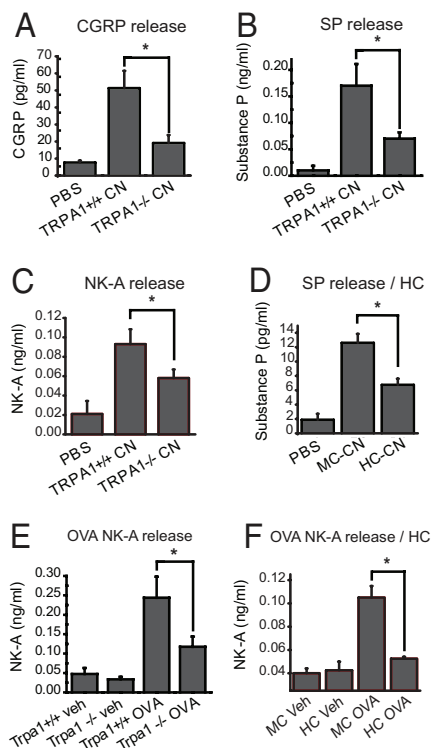 A
CGRP release
*
CGRP (pg/ml)
70
60
50
40
30
20
10
0
PBS
TRPA1+/+ CN
TRPA1-/- CN
B
SP release
*
Substance P (ng/ml)
0.20
0.15
0.10
0.05
0.00
PBS
TRPA1+/+ CN
TRPA1-/- CN
C
NK-A release
*
NK-A (ng/ml)
0.12
0.10
0.08
0.06
0.04
0.02
0.00
PBS
TRPA1+/+ CN
TRPA1-/- CN
D
SP release / HC
*
Substance P (pg/ml)
14
12
10
8
6
4
2
0
PBS
MC-CN
HC-CN
E
OVA NK-A release
*
NK-A (ng/ml)
0.30
0.25
0.20
0.15
0.10
0.05
0.00
Trpa1+/+ veh
Trpa1 -/- veh
Trpa1+/+ OVA
Trpa1 -/- OVA
F
OVA NK-A release / HC
*
NK-A (ng/ml)
0.12
0.10
0.08
0.06
0.04
MC Veh
HC Veh
MC OVA
HC OVA